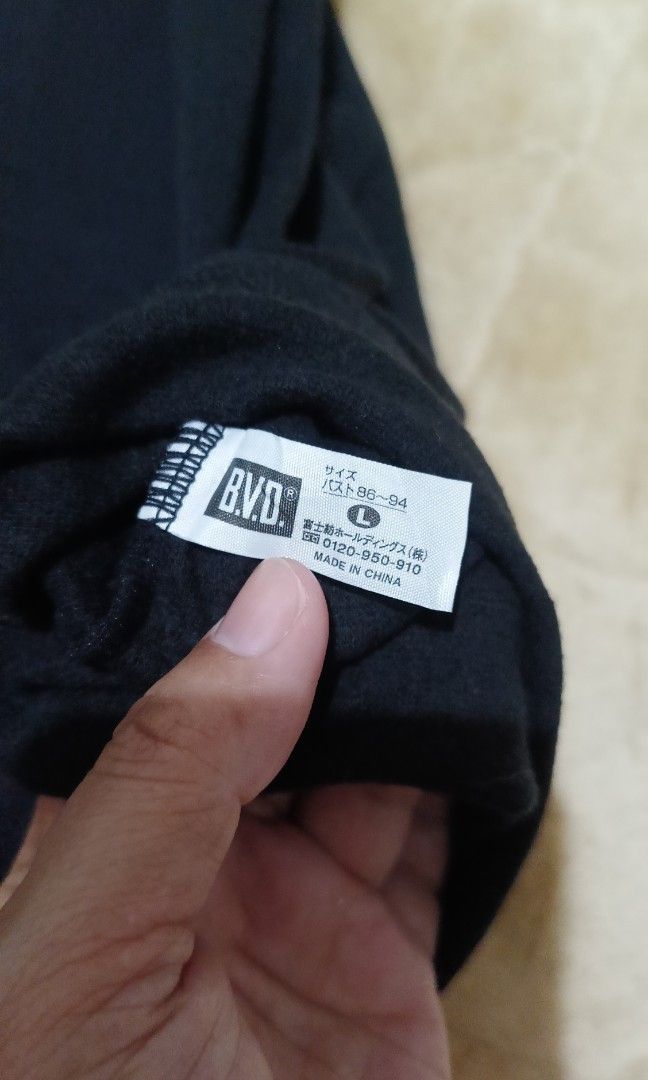 B.V.D.®
サイズ
バスト86～94
L
富士紡ホールディングス(株)
0120-950-910
MADE IN CHINA